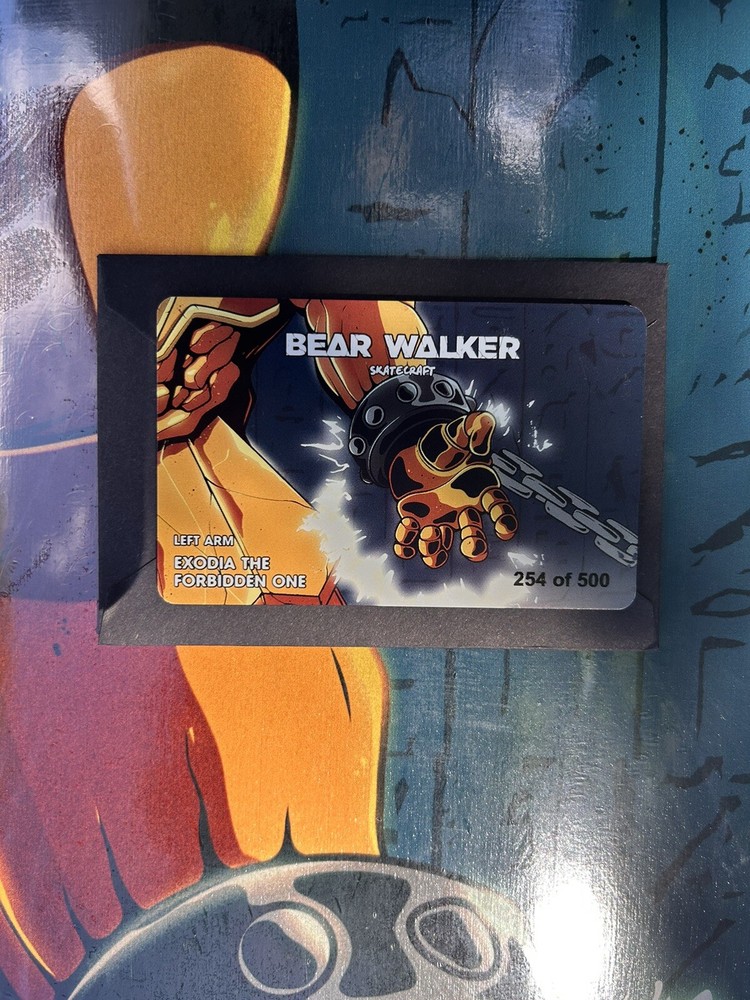 BEAR WALKER
SKATECRAFT
LEFT ARM
EXODIA THE
FORBIDDEN ONE
254 of 500